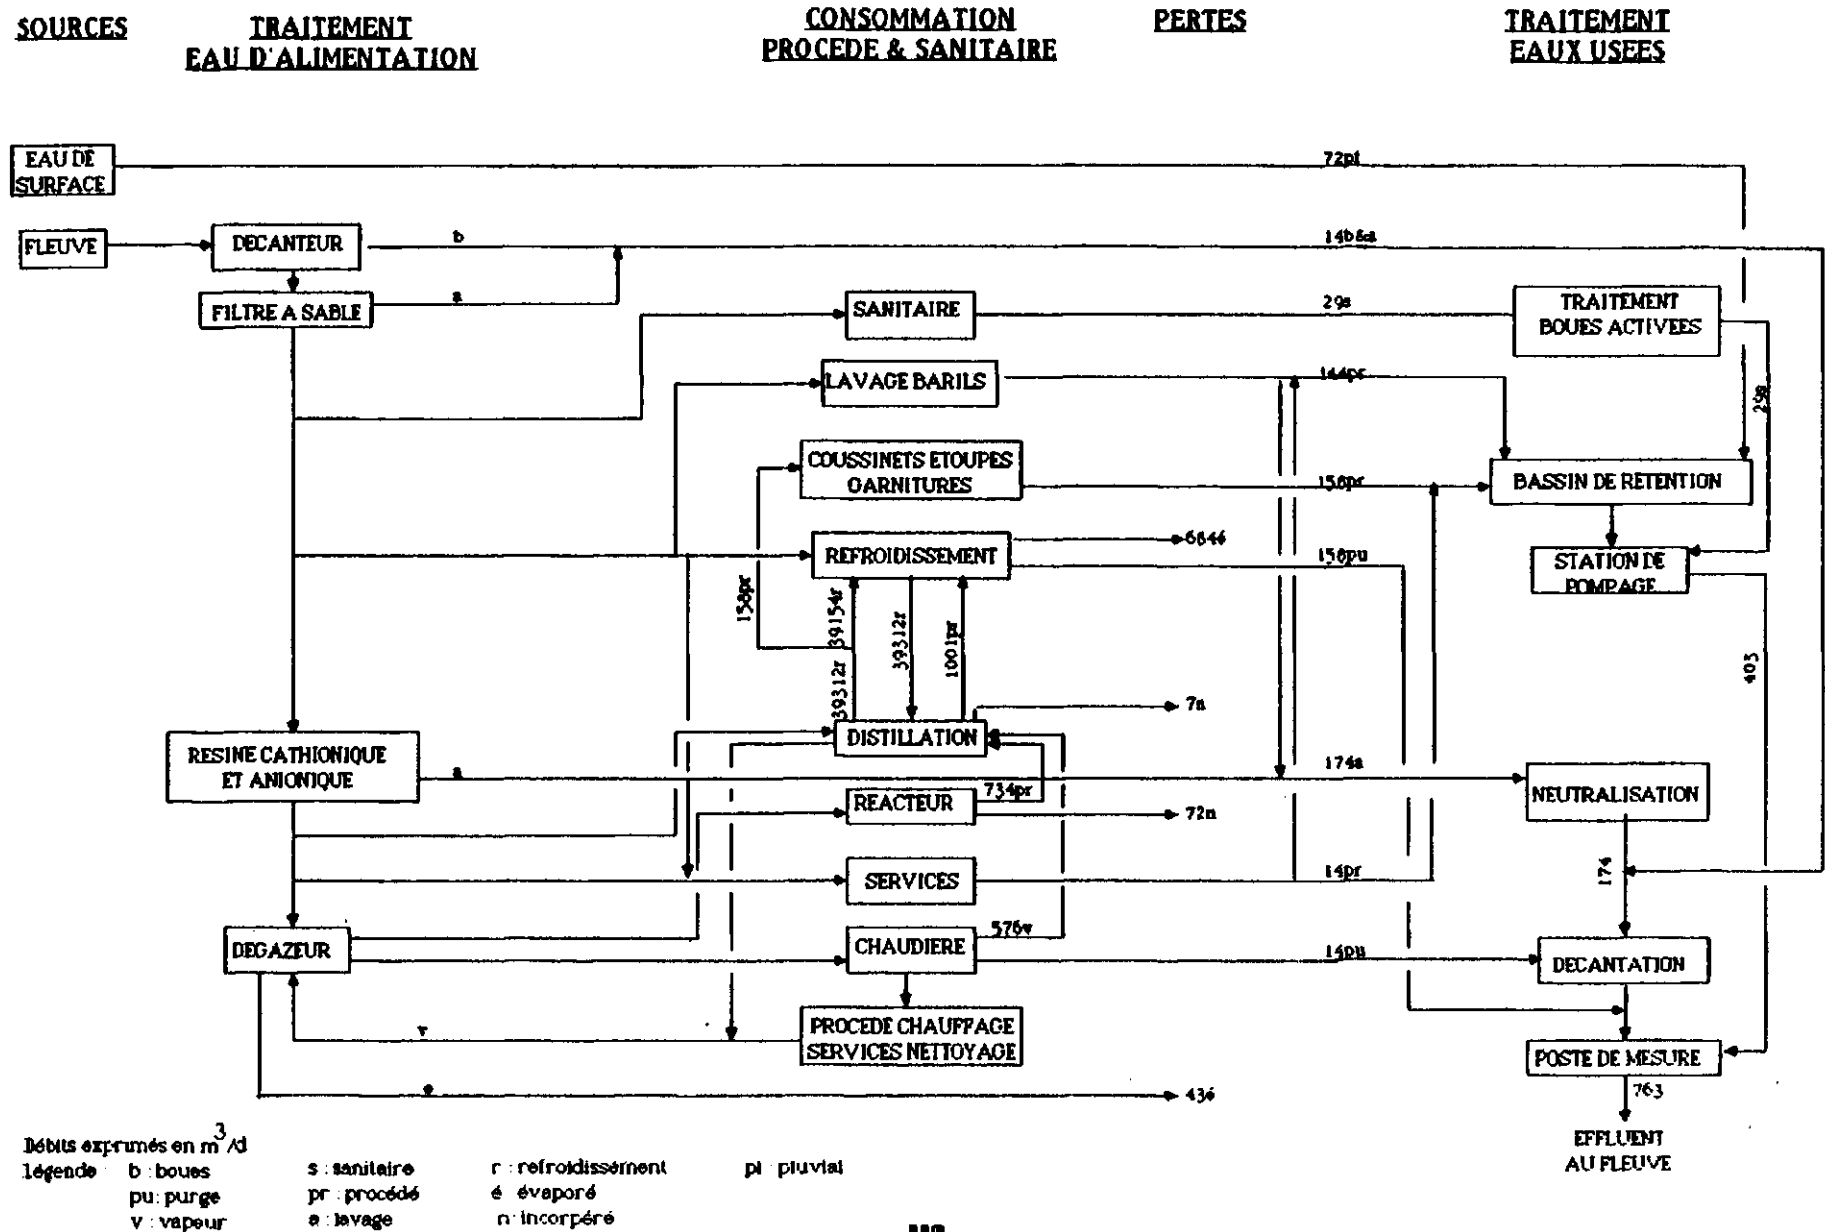 SOURCES
TRAITEMENT
EAU D'ALIMENTATION
CONSOMMATION
PROCEDE & SANITAIRE
PERTES
TRAITEMENT
EAUX USEES
EAU DE
SURFACE
72pl
FLEUVE
DECANTEUR
b
14b&a
FILTRE A SABLE
a
SANITAIRE
29s
TRAITEMENT
BOUES ACTIVEES
29s
LAVAGE BARILS
144pr
COUSSINETS ETOUPES
GARNITURES
158pr
BASSIN DE RETENTION
REFROIDISSEMENT
684é
158pu
STATION DE
POMPAGE
158pr
39154r
39312r
39312r
1001pr
403
7n
DISTILLATION
RESINE CATHIONIQUE
ET ANIONIQUE
a
174a
NEUTRALISATION
734pr
REACTEUR
72n
174
SERVICES
14pr
DEGAZEUR
CHAUDIERE
576v
14pu
DECANTATION
v
PROCEDE CHAUFFAGE
SERVICES NETTOYAGE
POSTE DE MESURE
43é
763
EFFLUENT
AU FLEUVE
Débits exprimés en m3/d
légende b : boues s : sanitaire r : refroidissement pl : pluvial
pu : purge pr : procédé é évaporé
v : vapeur a : lavage n : incorpéré